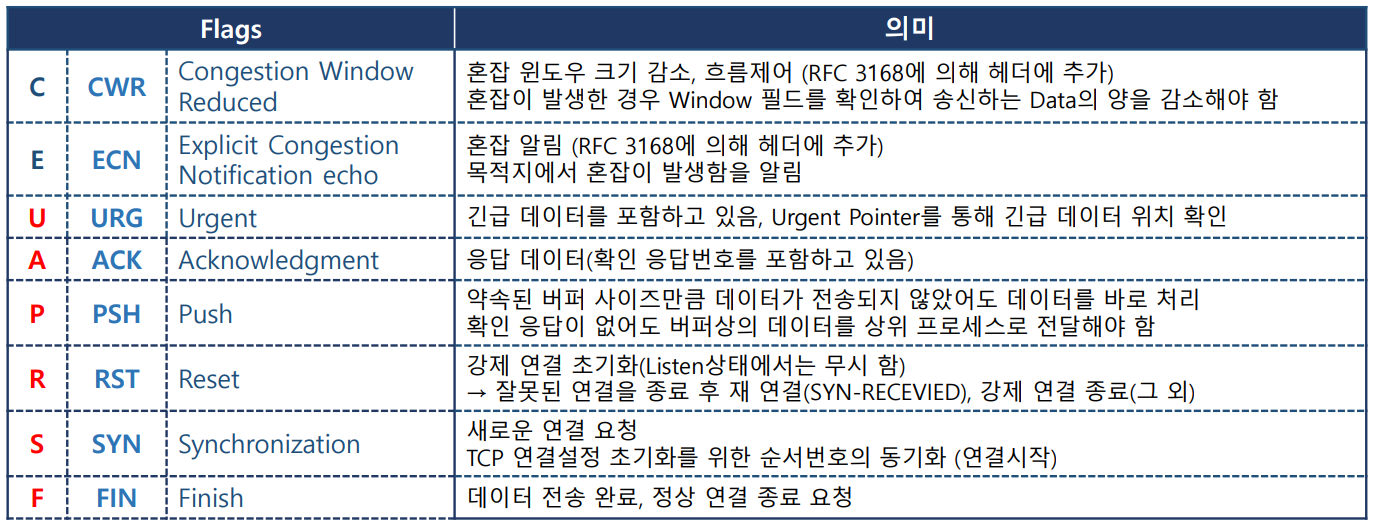 Flags
의미
C
CWR
Congestion Window
Reduced
혼잡 윈도우 크기 감소, 흐름제어 (RFC 3168에 의해 헤더에 추가)
혼잡이 발생한 경우 Window 필드를 확인하여 송신하는 Data의 양을 감소해야 함
E
ECN
Explicit Congestion
Notification echo
혼잡 알림 (RFC 3168에 의해 헤더에 추가)
목적지에서 혼잡이 발생함을 알림
U
URG
Urgent
긴급 데이터를 포함하고 있음, Urgent Pointer를 통해 긴급 데이터 위치 확인
A
ACK
Acknowledgment
응답 데이터(확인 응답번호를 포함하고 있음)
P
PSH
Push
약속된 버퍼 사이즈만큼 데이터가 전송되지 않았어도 데이터를 바로 처리
확인 응답이 없어도 버퍼상의 데이터를 상위 프로세스로 전달해야 함
R
RST
Reset
강제 연결 초기화(Listen상태에서는 무시 함)
→ 잘못된 연결을 종료 후 재 연결(SYN-RECEVIED), 강제 연결 종료(그 외)
S
SYN
Synchronization
새로운 연결 요청
TCP 연결설정 초기화를 위한 순서번호의 동기화 (연결시작)
F
FIN
Finish
데이터 전송 완료, 정상 연결 종료 요청